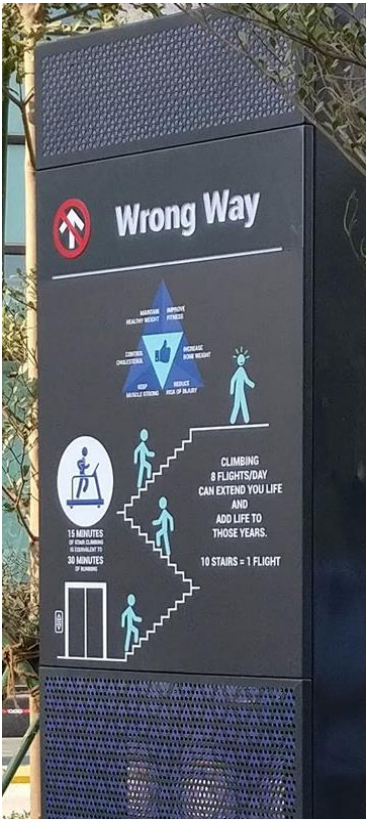 Wrong Way
MAINTAIN
HEALTHY WEIGHT
IMPROVE
FITNESS
CONTROL
CHOLESTEROL
INCREASE
BONE WEIGHT
KEEP
MUSCLE STRONG
REDUCE
RISK OF INJURY
CLIMBING
8 FLIGHTS/DAY
CAN EXTEND YOU LIFE
AND
ADD LIFE TO
THOSE YEARS.
10 STAIRS = 1 FLIGHT
15 MINUTES
OF STAIR CLIMBING
IS EQUIVALENT TO
30 MINUTES
OF RUNNING